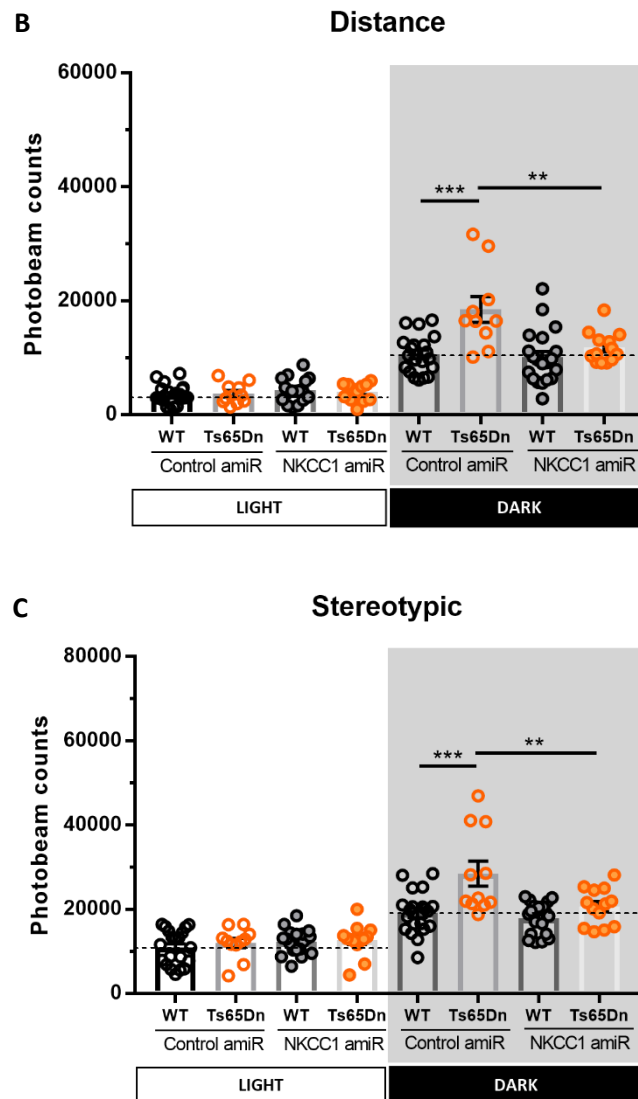 B
Distance
60000
40000
20000
0
Photobeam counts
***
**
WT Ts65Dn WT Ts65Dn WT Ts65Dn WT Ts65Dn
Control amiR NKCC1 amiR Control amiR NKCC1 amiR
LIGHT DARK
C
Stereotypic
80000
60000
40000
20000
0
Photobeam counts
***
**
WT Ts65Dn WT Ts65Dn WT Ts65Dn WT Ts65Dn
Control amiR NKCC1 amiR Control amiR NKCC1 amiR
LIGHT DARK